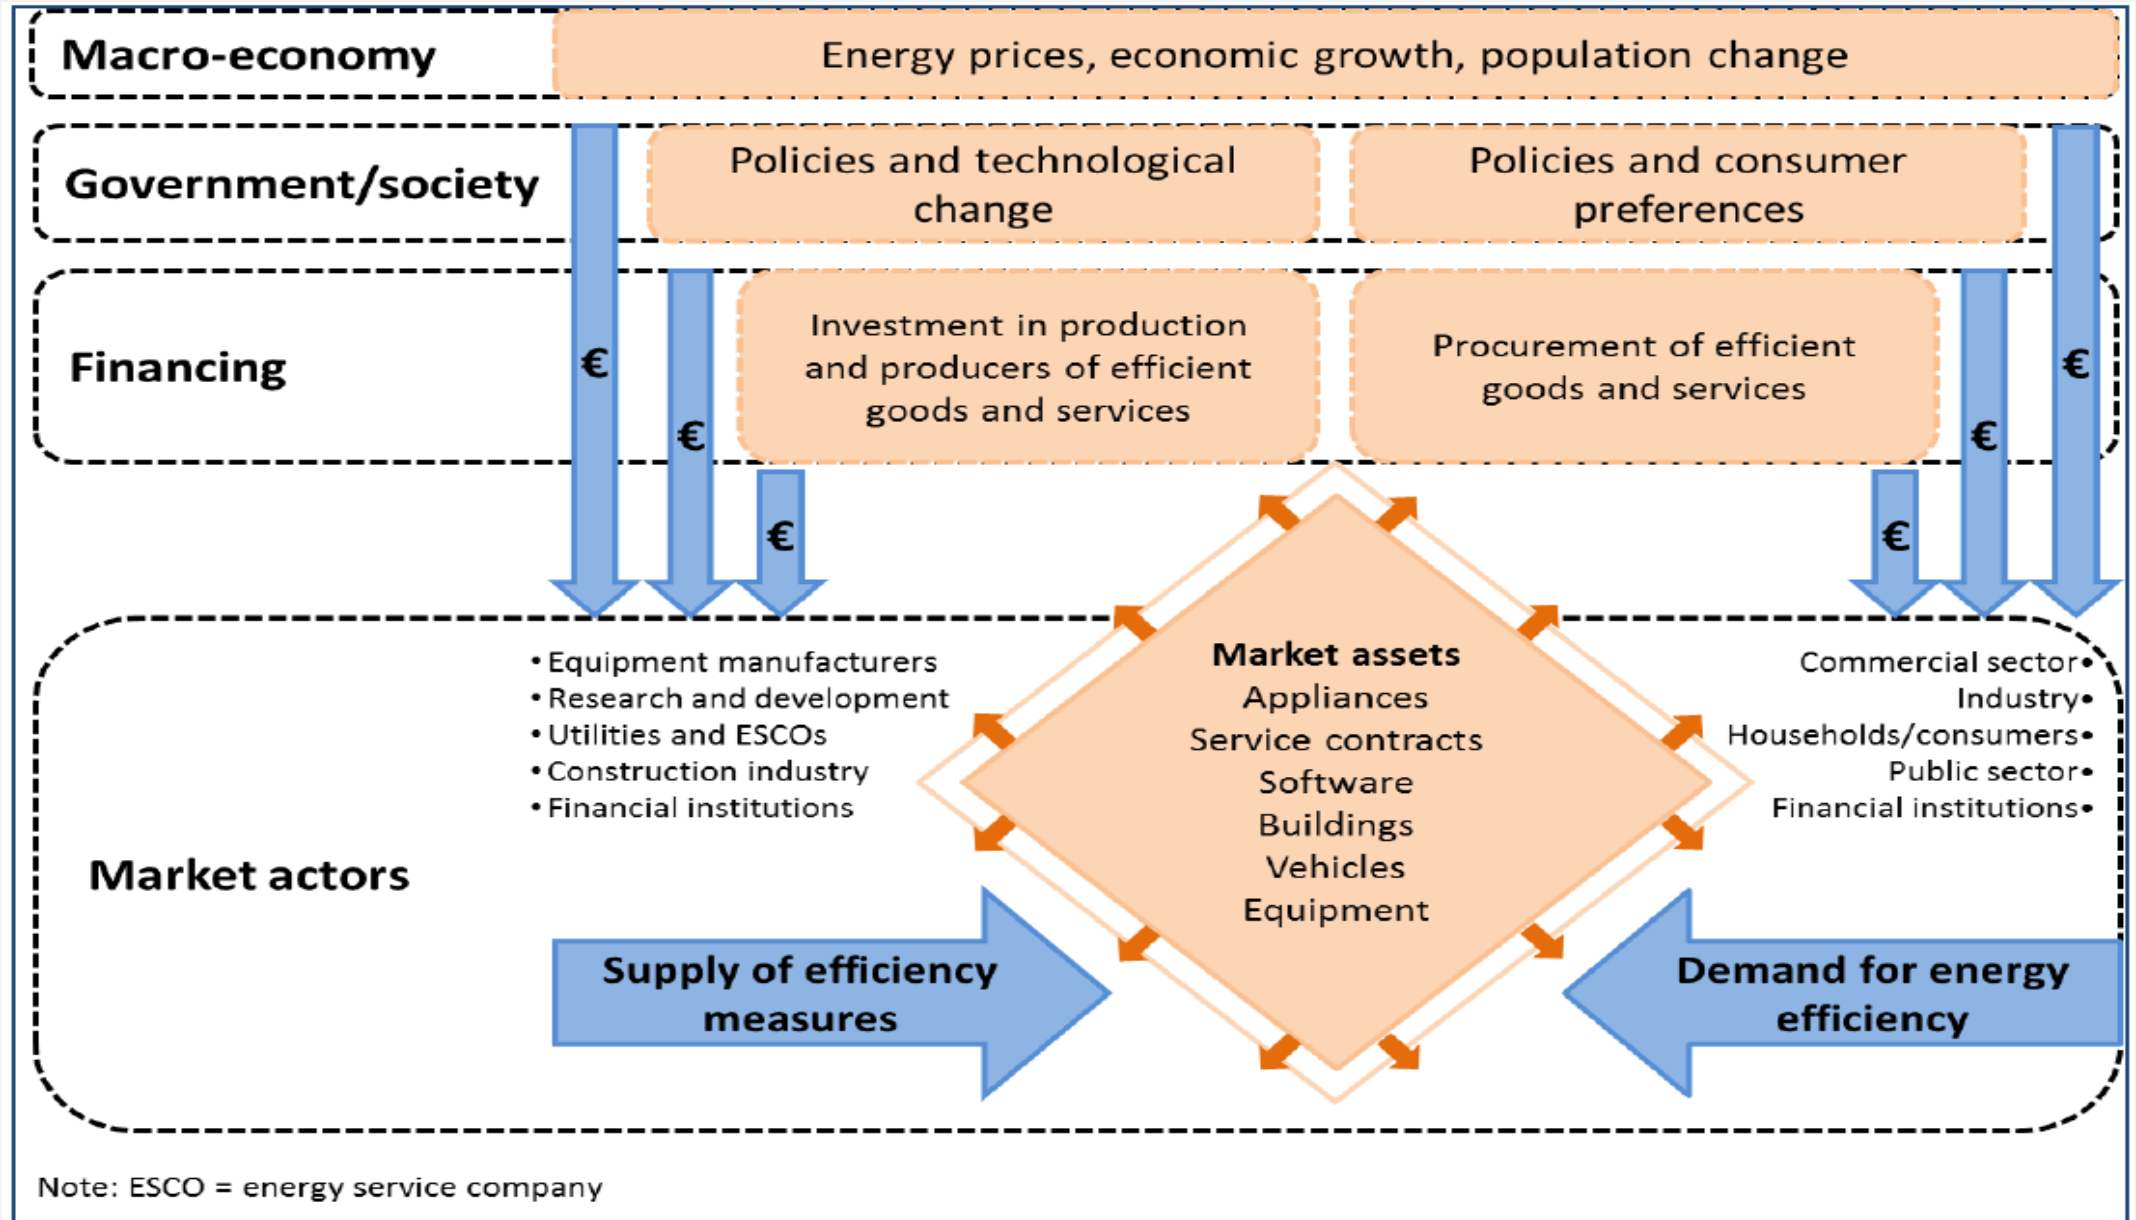 Macro-economy
Energy prices, economic growth, population change
Government/society
Policies and technological
change
Policies and consumer
preferences
Financing
€
€
€
Investment in production
and producers of efficient
goods and services
Procurement of efficient
goods and services
€
€
€
Market actors
•Equipment manufacturers
•Research and development
•Utilities and ESCOs
•Construction industry
•Financial institutions
Market assets
Appliances
Service contracts
Software
Buildings
Vehicles
Equipment
Commercial sector•
Industry•
Households/consumers•
Public sector•
Financial institutions•
Supply of efficiency
measures
Demand for energy
efficiency
Note: ESCO = energy service company